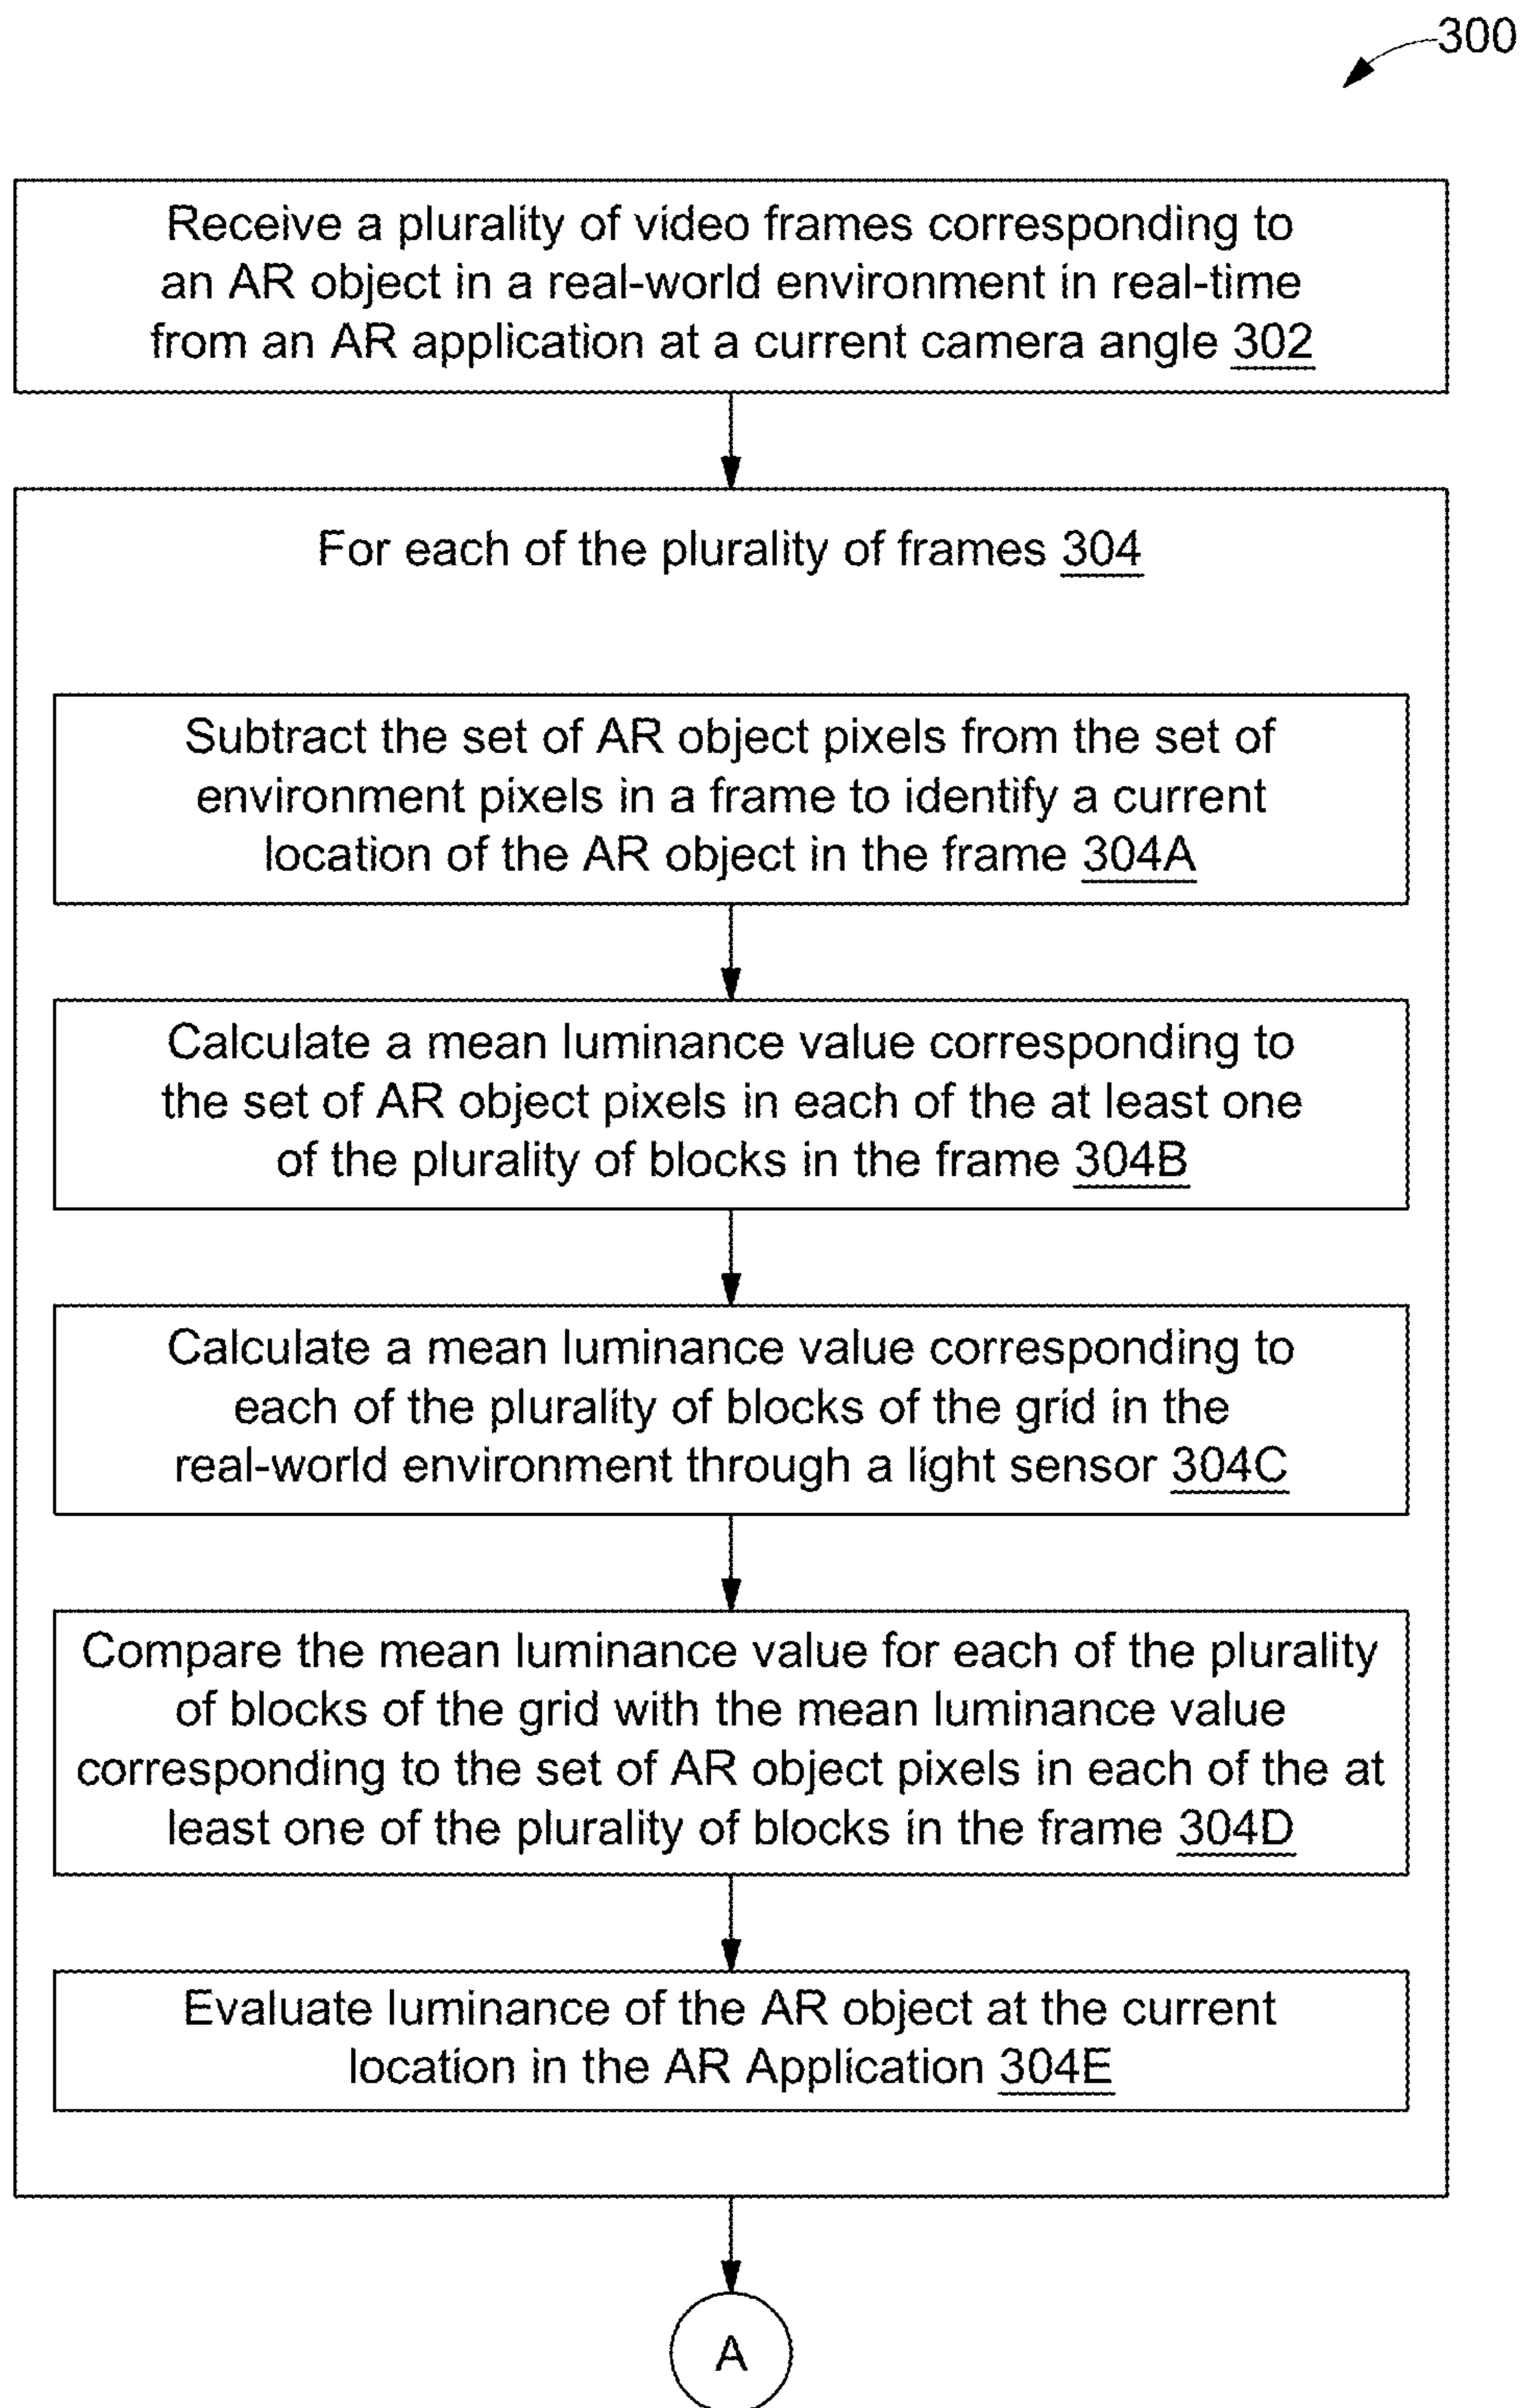 300
Receive a plurality of video frames corresponding to
an AR object in a real-world environment in real-time
from an AR application at a current camera angle 302
For each of the plurality of frames 304
Subtract the set of AR object pixels from the set of
environment pixels in a frame to identify a current
location of the AR object in the frame 304A
Calculate a mean luminance value corresponding to
the set of AR object pixels in each of the at least one
of the plurality of blocks in the frame 304B
Calculate a mean luminance value corresponding to
each of the plurality of blocks of the grid in the
real-world environment through a light sensor 304C
Compare the mean luminance value for each of the plurality
of blocks of the grid with the mean luminance value
corresponding to the set of AR object pixels in each of the at
least one of the plurality of blocks in the frame 304D
Evaluate luminance of the AR object at the current
location in the AR Application 304E
A